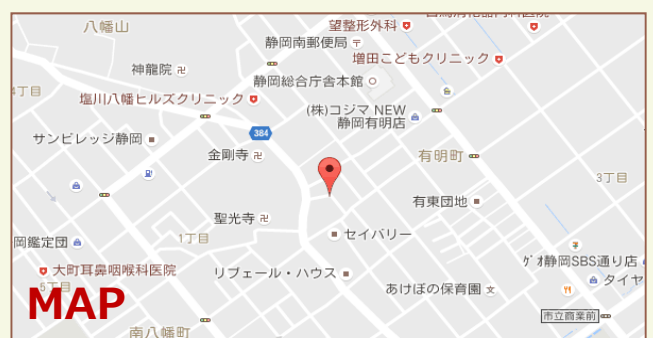 八幡山
望整形外科
静岡南郵便局
増田こどもクリニック
神龍院
静岡総合庁舎本館
4丁目
塩川八幡ヒルズクリニック
(株)コジマ NEW
静岡有明店
384
サンビレッジ静岡
金剛寺
有明町
3丁目
有東団地
聖光寺
1丁目
セイバリー
岡鑑定団
静岡SBS通り店
大町耳鼻咽喉科医院
リブェール・ハウス
タイヤ
5丁目
あけぼの保育園
MAP
市立商業前
南八幡町